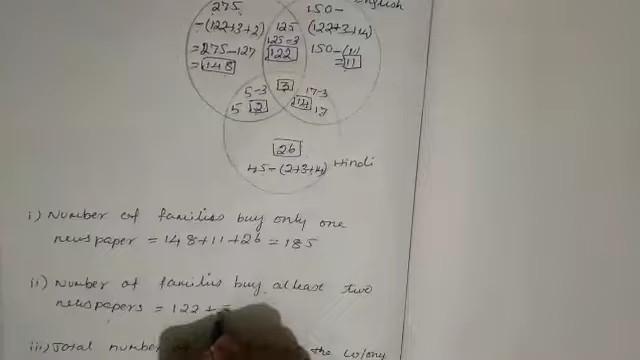 275 150- English
-(122+3+2) 125 (122+3+14)
125-3
=275-127 122 150-
=148 =11
3
5-3 17-3
5 2 14 17
26
45-(2+3+14) Hindi
i) Number of families buy only one
newspaper = 148+11+26 = 185
ii) Number of families buy atleast two
newspapers = 122 +
iii) Total number the colony